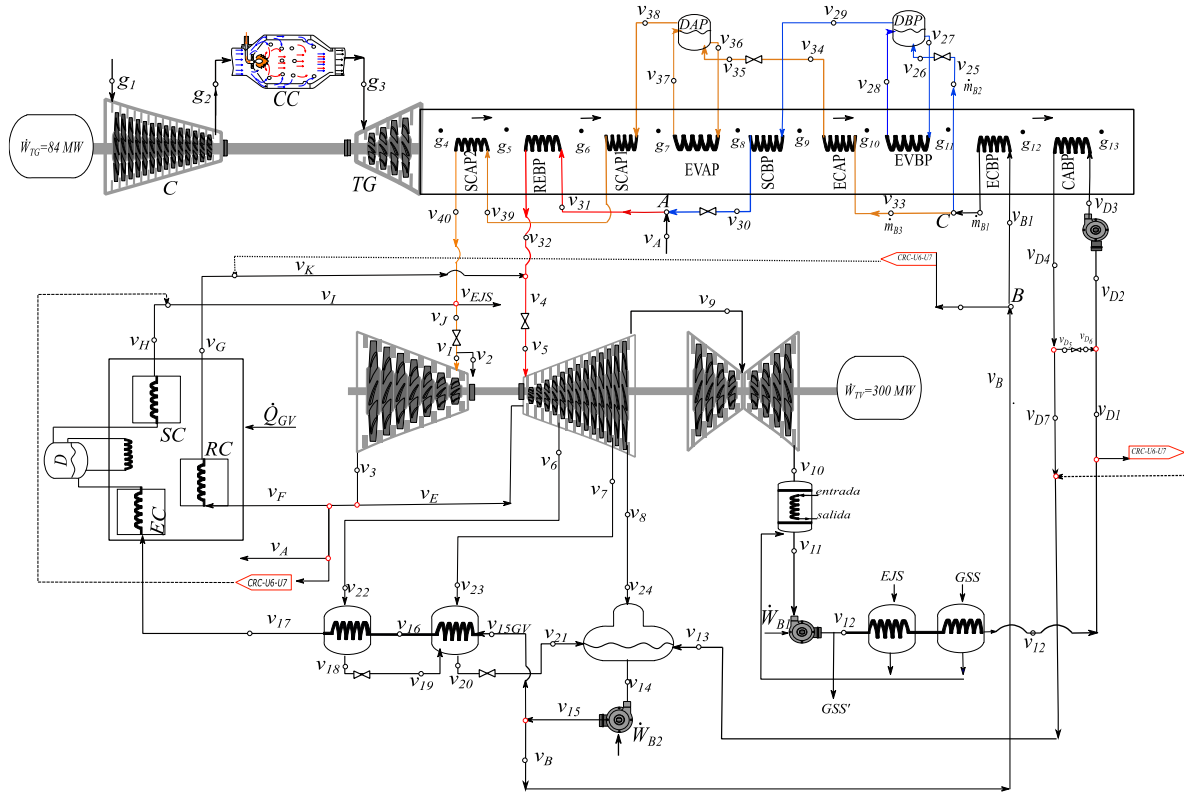 v38
DAP
v29
DBP
v36
v27
g1
v34
v35
v26
v25
g2
CC
g3
v37
v28
ṁB2
ẆTG=84 MW
g4
g5
g6
g7
g8
g9
g10
g11
g12
g13
C
TG
SCAP2
REBP
SCAP1
EVAP
SCBP
ECAP
EVBP
ECBP
CABP
v40
v39
v31
A
v30
v33
C
vB1
vD3
v32
vA
ṁB3
ṁB1
vD4
CRC-U6-U7
vK
vI
vEJS
v4
v9
B
vD2
vH
vG
vJ
v1
v2
v5
vD5
vD6
vB
Q̇GV
ẆTV=300 MW
SC
RC
D
EC
vD7
vD1
CRC-U6-U7
v3
v6
v7
v8
v10
entrada
salida
vF
vE
vA
v11
CRC-U6-U7
v22
v23
v24
EJS
GSS
v17
v16
v15GV
v21
v13
ẆB1
v12
v12
v18
v19
v20
v14
v15
ẆB2
GSS'
vB